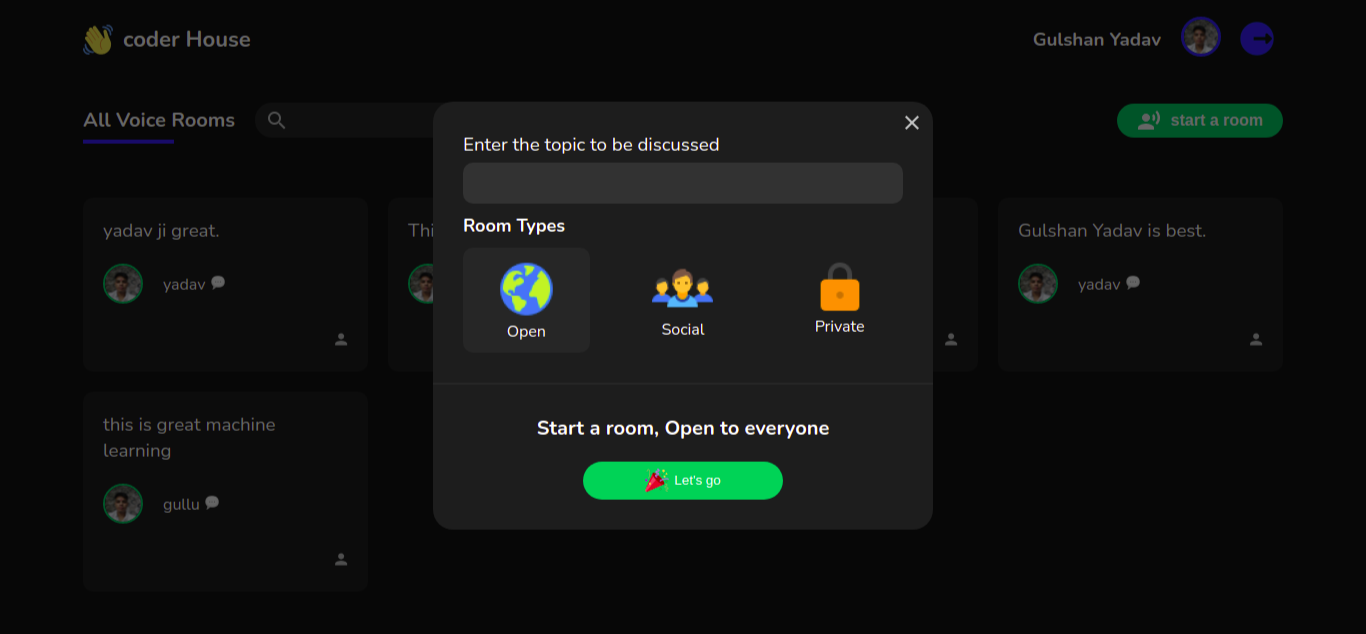 coder House
Gulshan Yadav
All Voice Rooms
start a room
Enter the topic to be discussed
Room Types
Open
Social
Private
Start a room, Open to everyone
Let's go
yadav ji great.
yadav
Thi
Gulshan Yadav is best.
yadav
this is great machine
learning
gullu